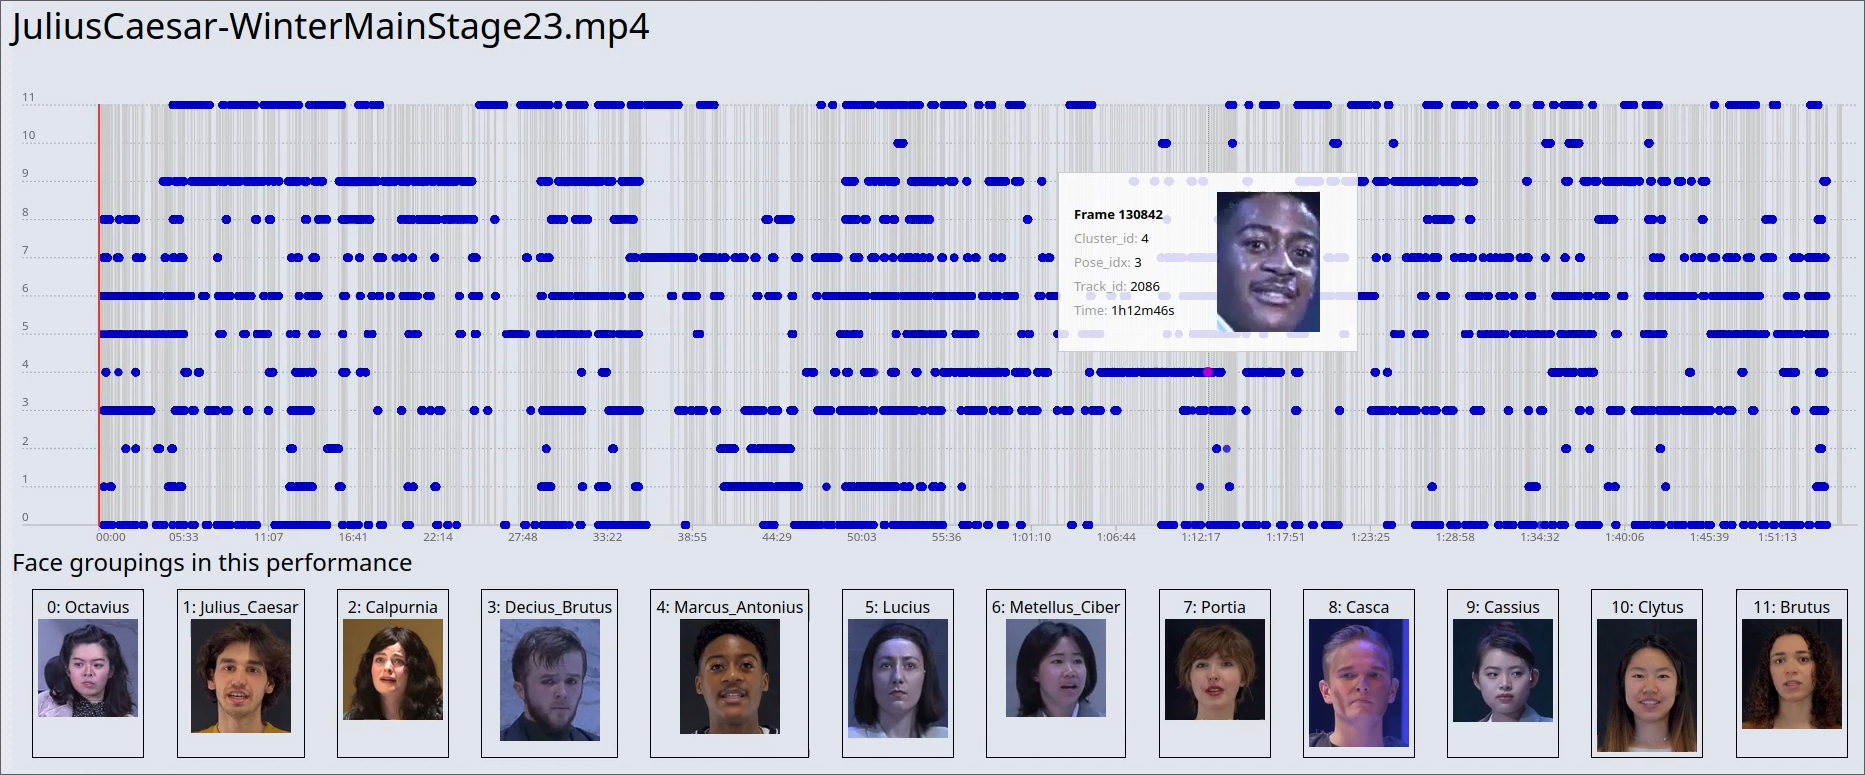 JuliusCaesar-WinterMainStage23.mp4
11
10
9
8
7
6
5
4
3
2
1
0
Frame 130842
Cluster_id: 4
Pose_idx: 3
Track_id: 2086
Time: 1h12m46s
00:00 05:33 11:07 16:41 22:14 27:48 33:22 38:55 44:29 50:03 55:36 1:01:10 1:06:44 1:12:17 1:17:51 1:23:25 1:28:58 1:34:32 1:40:06 1:45:39 1:51:13
Face groupings in this performance
0: Octavius 1: Julius_Caesar 2: Calpurnia 3: Decius_Brutus 4: Marcus_Antonius 5: Lucius 6: Metellus_Ciber 7: Portia 8: Casca 9: Cassius 10: Clytus 11: Brutus